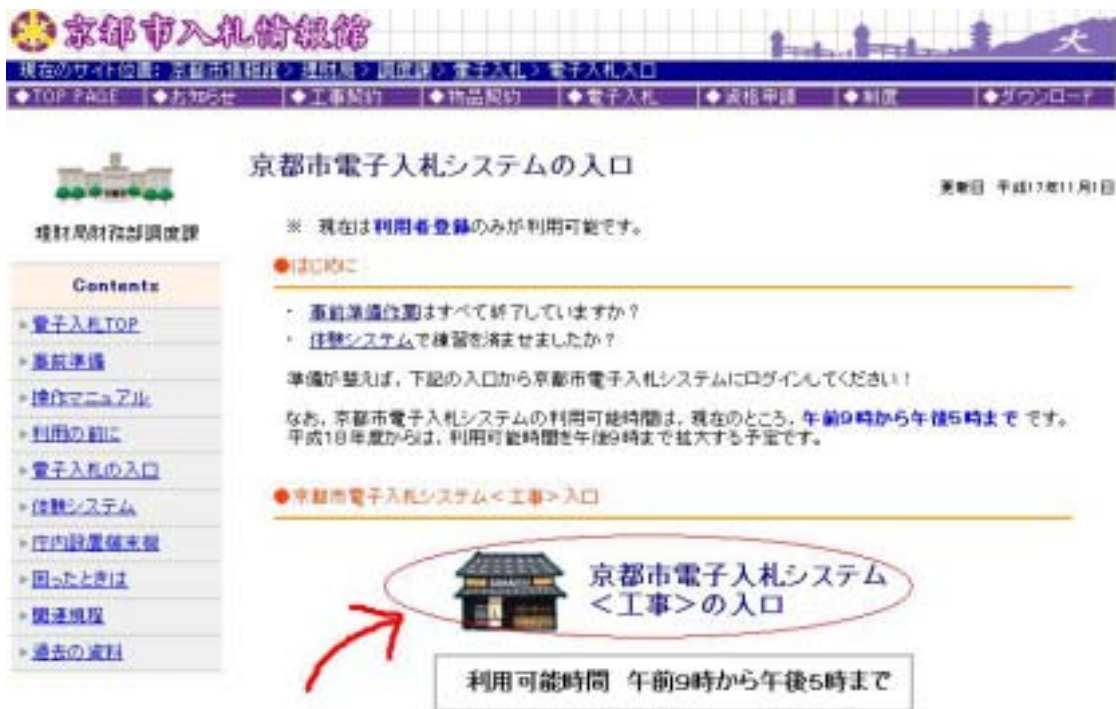 京都市入札情報館
現在のサイト位置: 京都市情報館 > 理財局 > 調度課 > 電子入札 > 電子入札入口
◆TOP PAGE ◆お知らせ ◆工事契約 ◆物品契約 ◆電子入札 ◆資格申請 ◆制度 ◆ダウンロード
大
京都市電子入札システムの入口
更新日 平成17年11月1日
理財局財務部調度課
※ 現在は利用者登録のみが利用可能です。
●はじめに
・ 事前準備作業はすべて終了していますか?
・ 体験システムで練習を済ませましたか?
準備が整えば,下記の入口から京都市電子入札システムにログインしてください!
なお,京都市電子入札システムの利用可能時間は,現在のところ,午前9時から午後5時まで です。
平成18年度からは,利用可能時間を午後9時まで拡大する予定です。
●京都市電子入札システム<工事>入口
京都市電子入札システム
<工事>の入口
利用可能時間 午前9時から午後5時まで
Contents
電子入札TOP
事前準備
操作マニュアル
利用の前に
電子入札の入口
体験システム
庁内設置端末機
困ったときは
関連規程
過去の資料